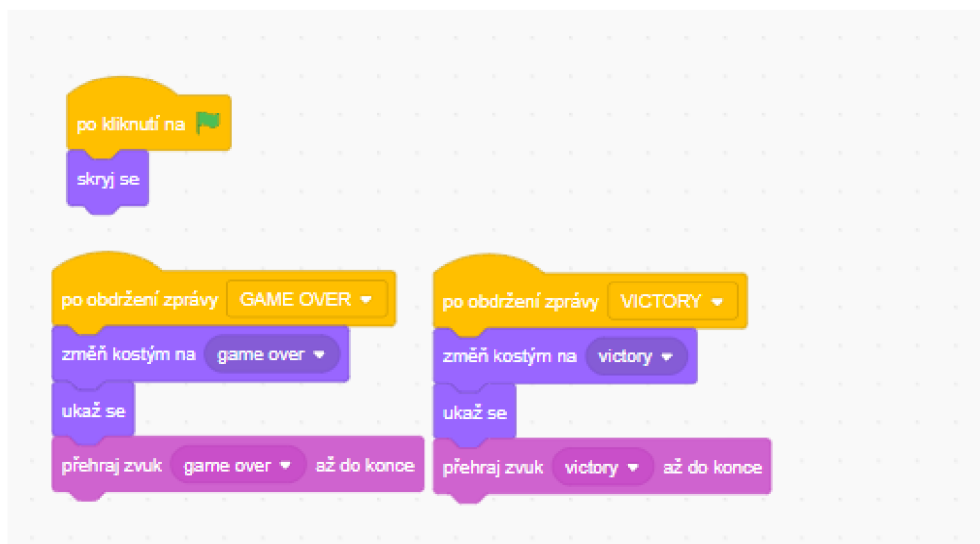 po kliknutí na
skryj se
po obdržení zprávy GAME OVER
změň kostým na game over
ukaž se
přehraj zvuk game over až do konce
po obdržení zprávy VICTORY
změň kostým na victory
ukaž se
přehraj zvuk victory až do konce